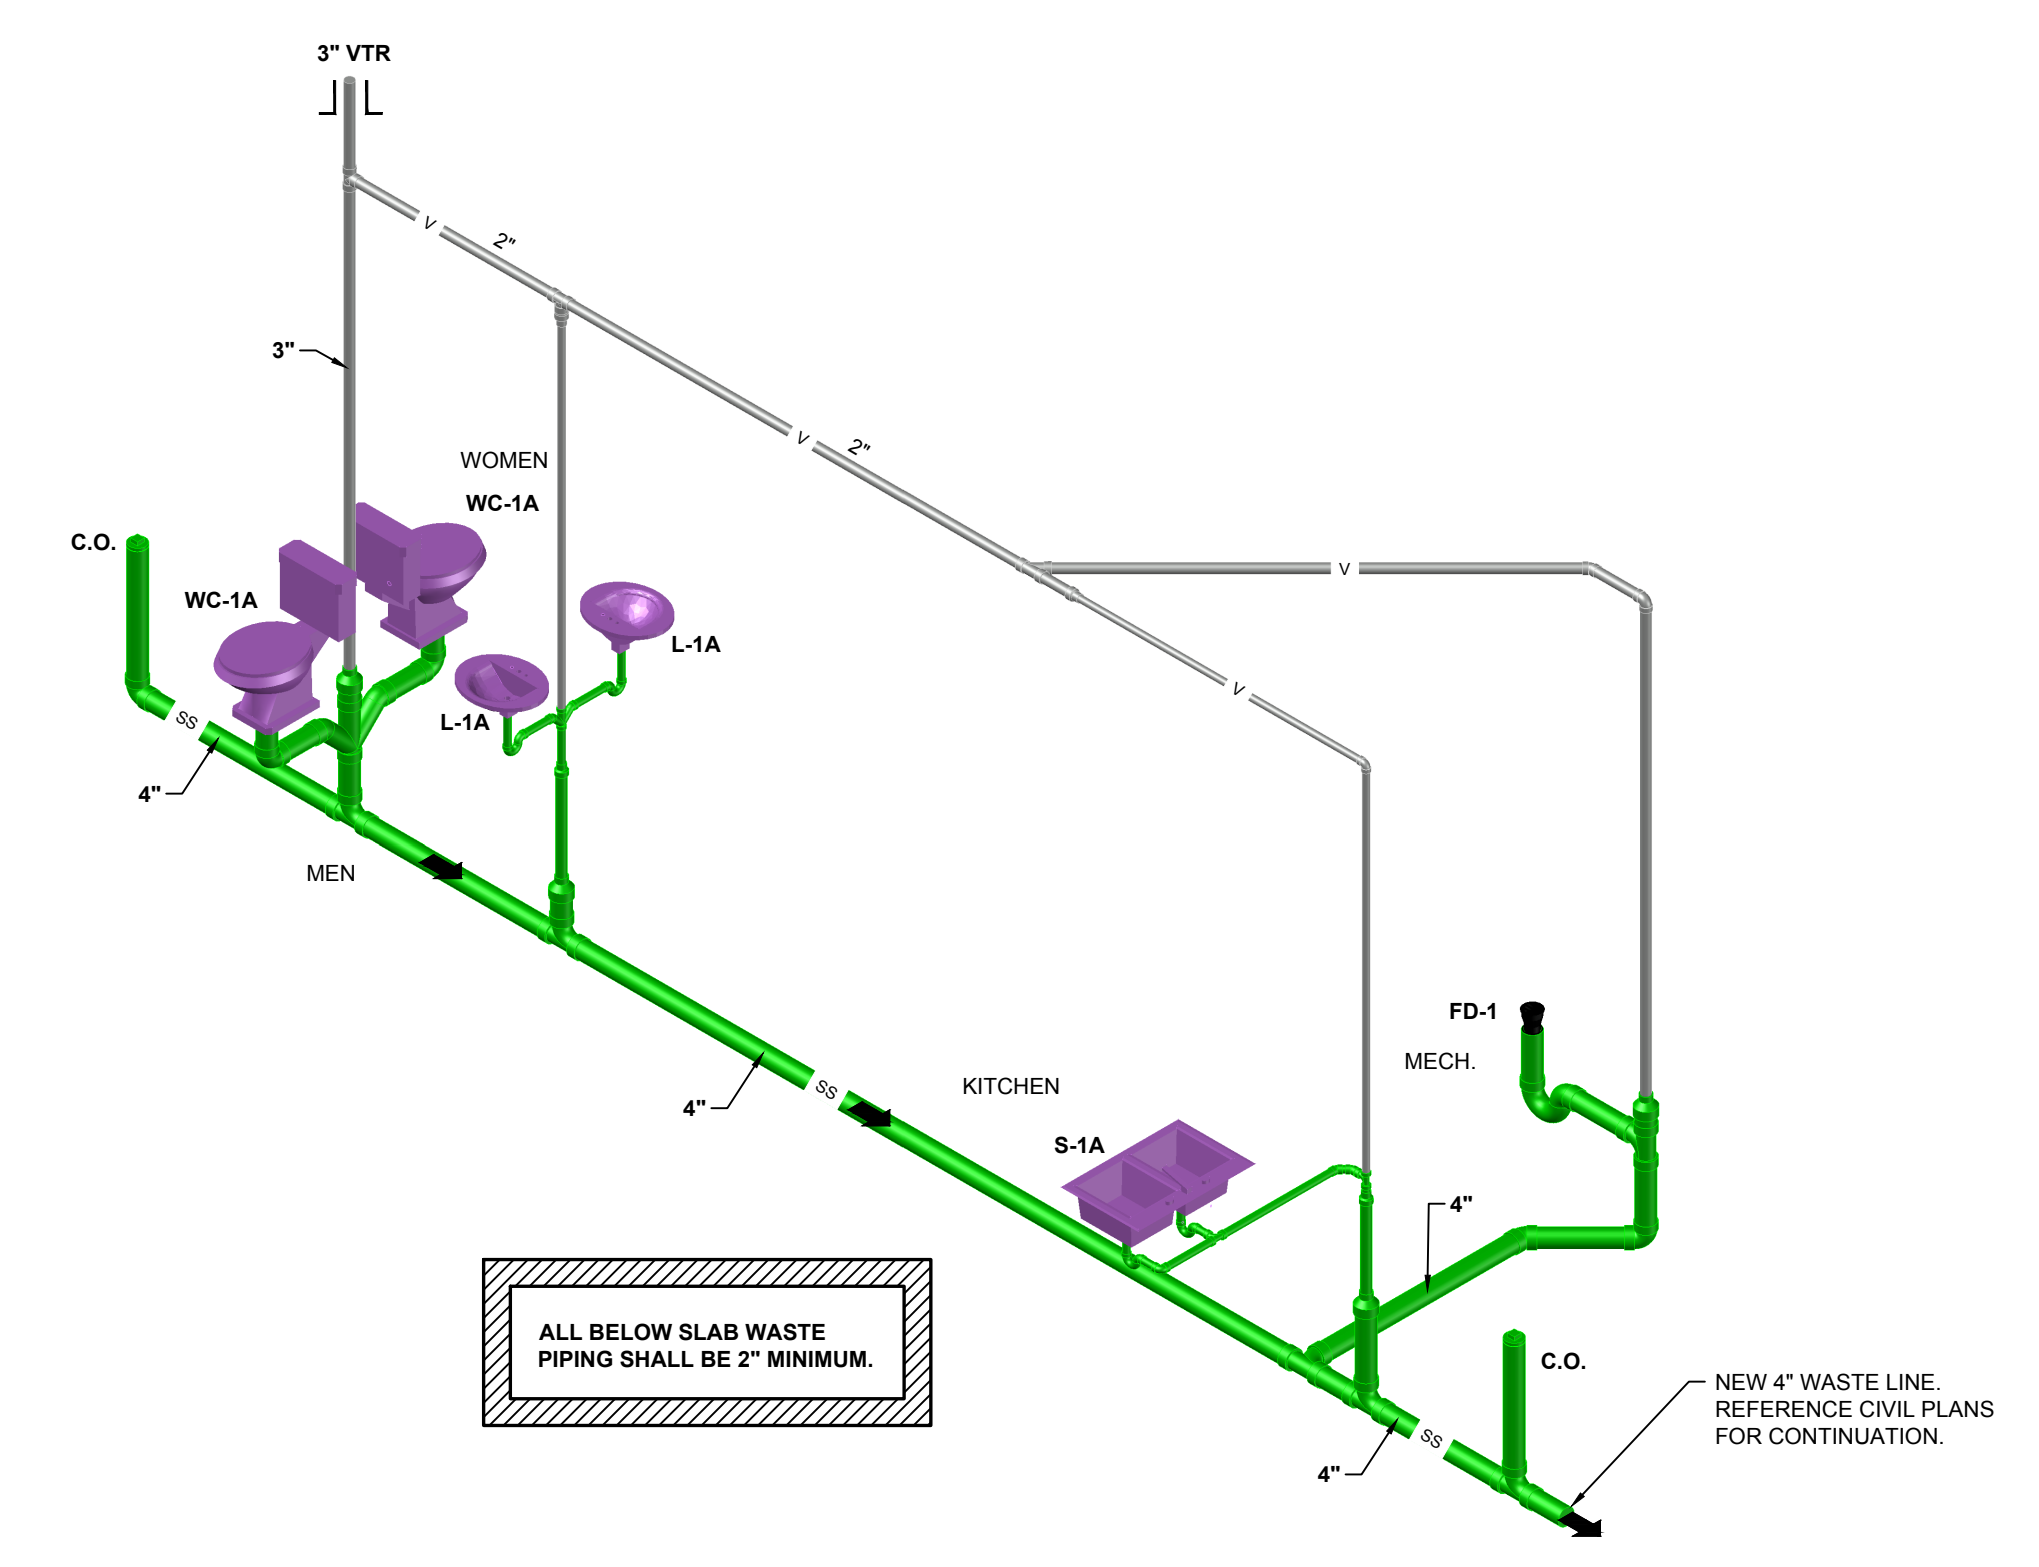 3" VTR
V
2"
3"
V
2"
WOMEN
WC-1A
C.O.
V
WC-1A
L-1A
V
L-1A
SS
4"
MEN
FD-1
MECH.
KITCHEN
SS
4"
S-1A
4"
ALL BELOW SLAB WASTE
PIPING SHALL BE 2" MINIMUM.
C.O.
NEW 4" WASTE LINE.
REFERENCE CIVIL PLANS
FOR CONTINUATION.
SS
4"